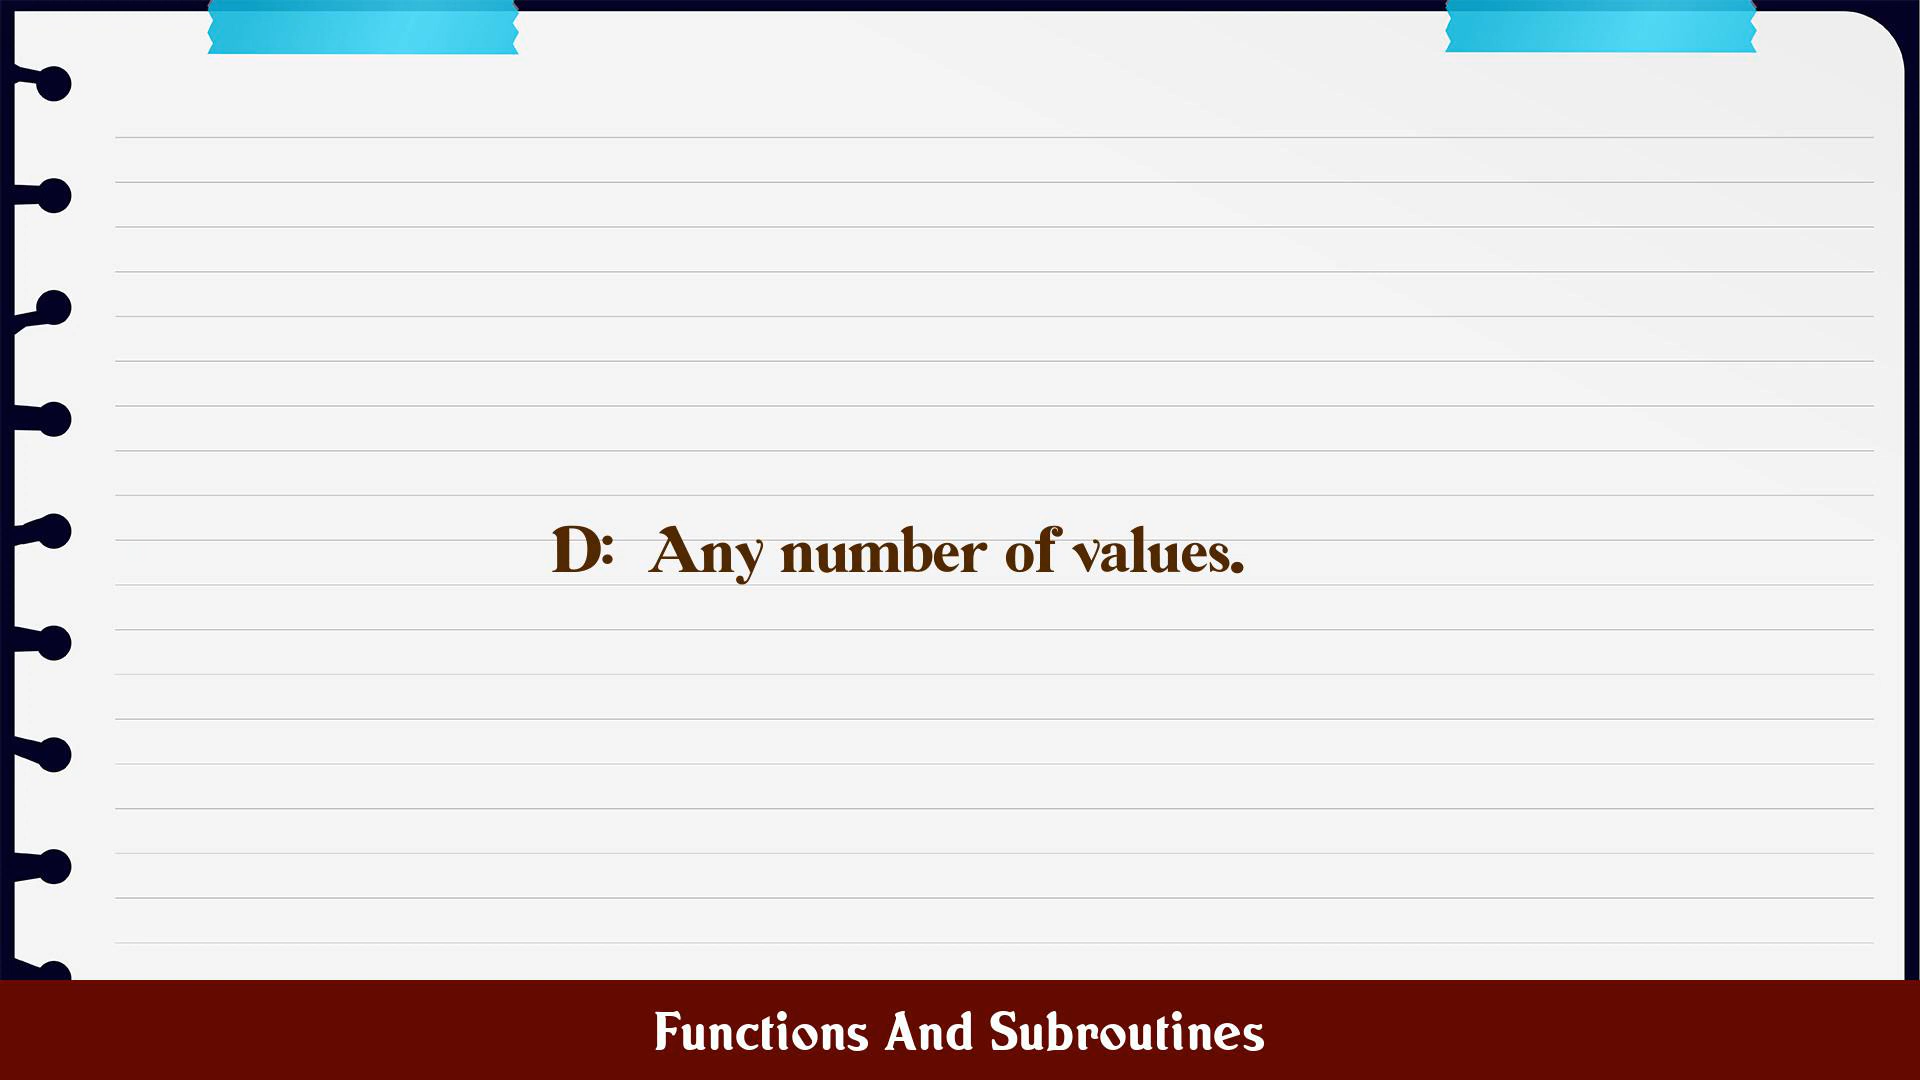 D: Any number of values.
Functions And Subroutines